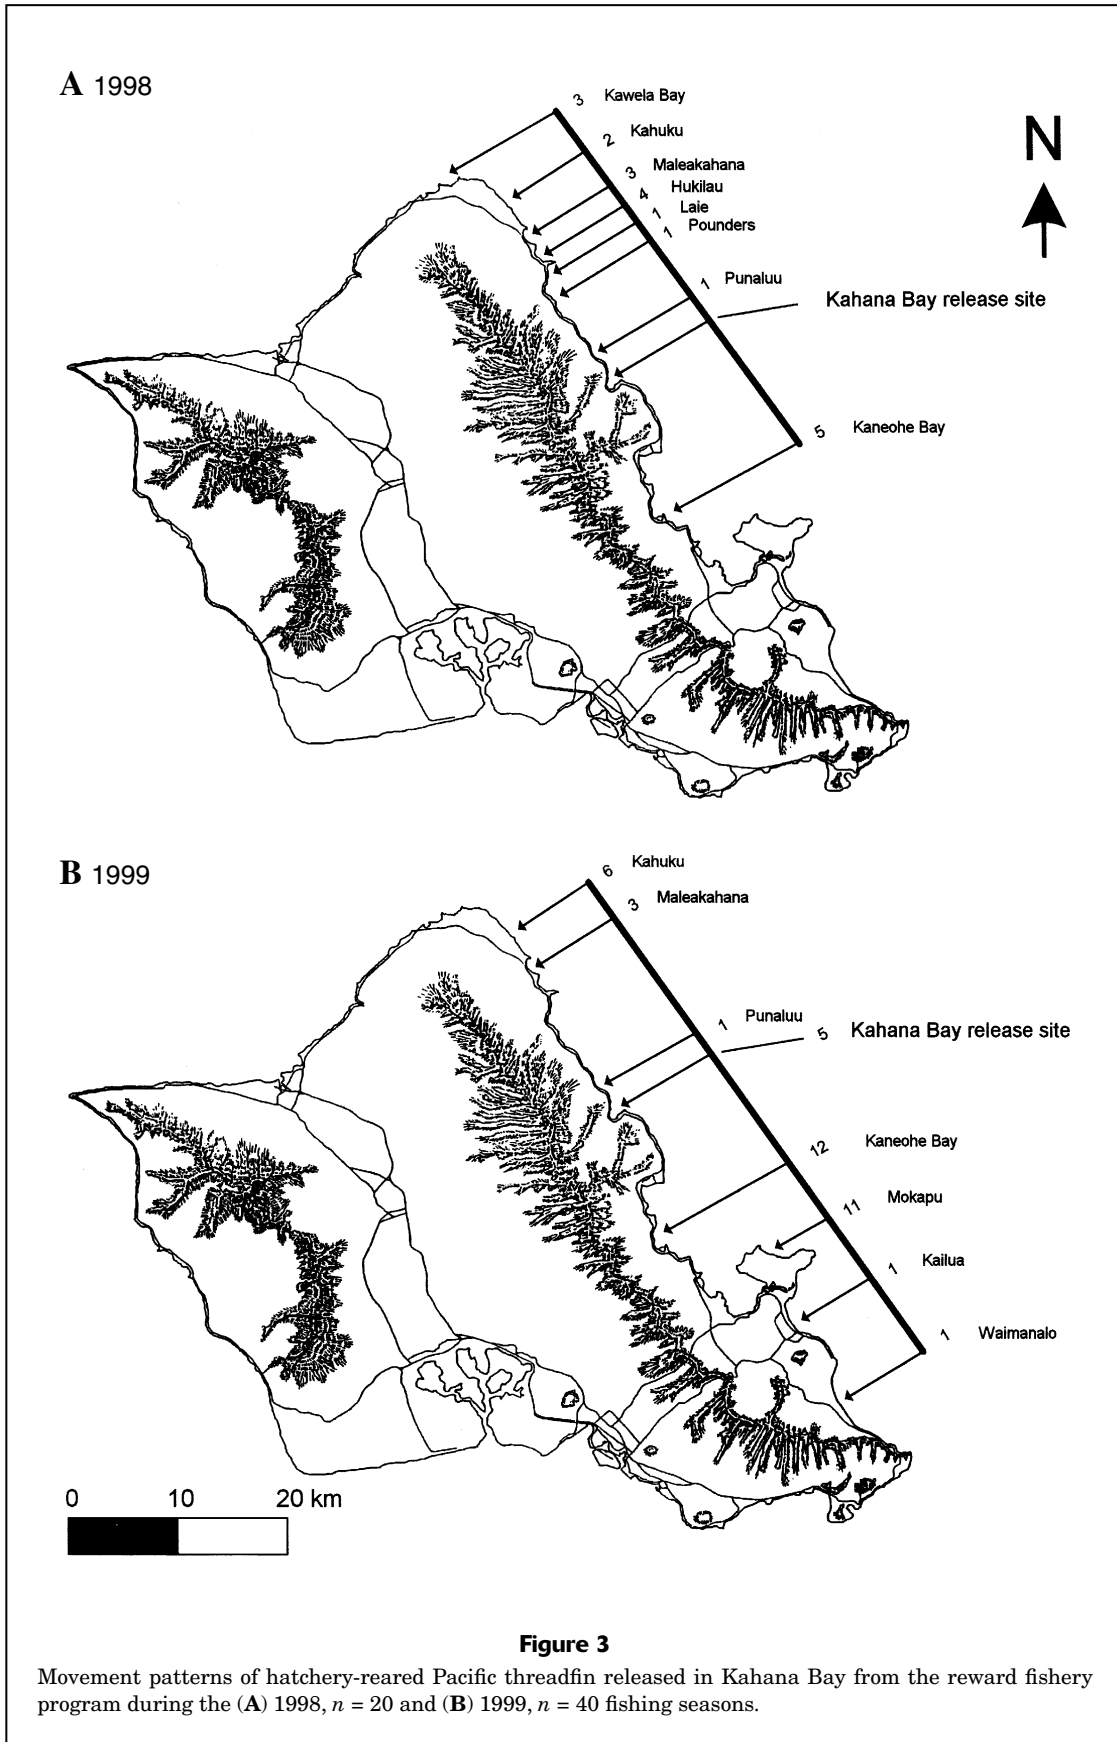 A 1998
3 Kawela Bay
2 Kahuku
3 Maleakahana
4 Hukilau
1 Laie
1 Pounders
1 Punaluu
Kahana Bay release site
5 Kaneohe Bay
N
B 1999
6 Kahuku
3 Maleakahana
1 Punaluu
5 Kahana Bay release site
12 Kaneohe Bay
11 Mokapu
1 Kailua
1 Waimanalo
0 10 20 km
Figure 3
Movement patterns of hatchery-reared Pacific threadfin released in Kahana Bay from the reward fishery
program during the (A) 1998, n = 20 and (B) 1999, n = 40 fishing seasons.